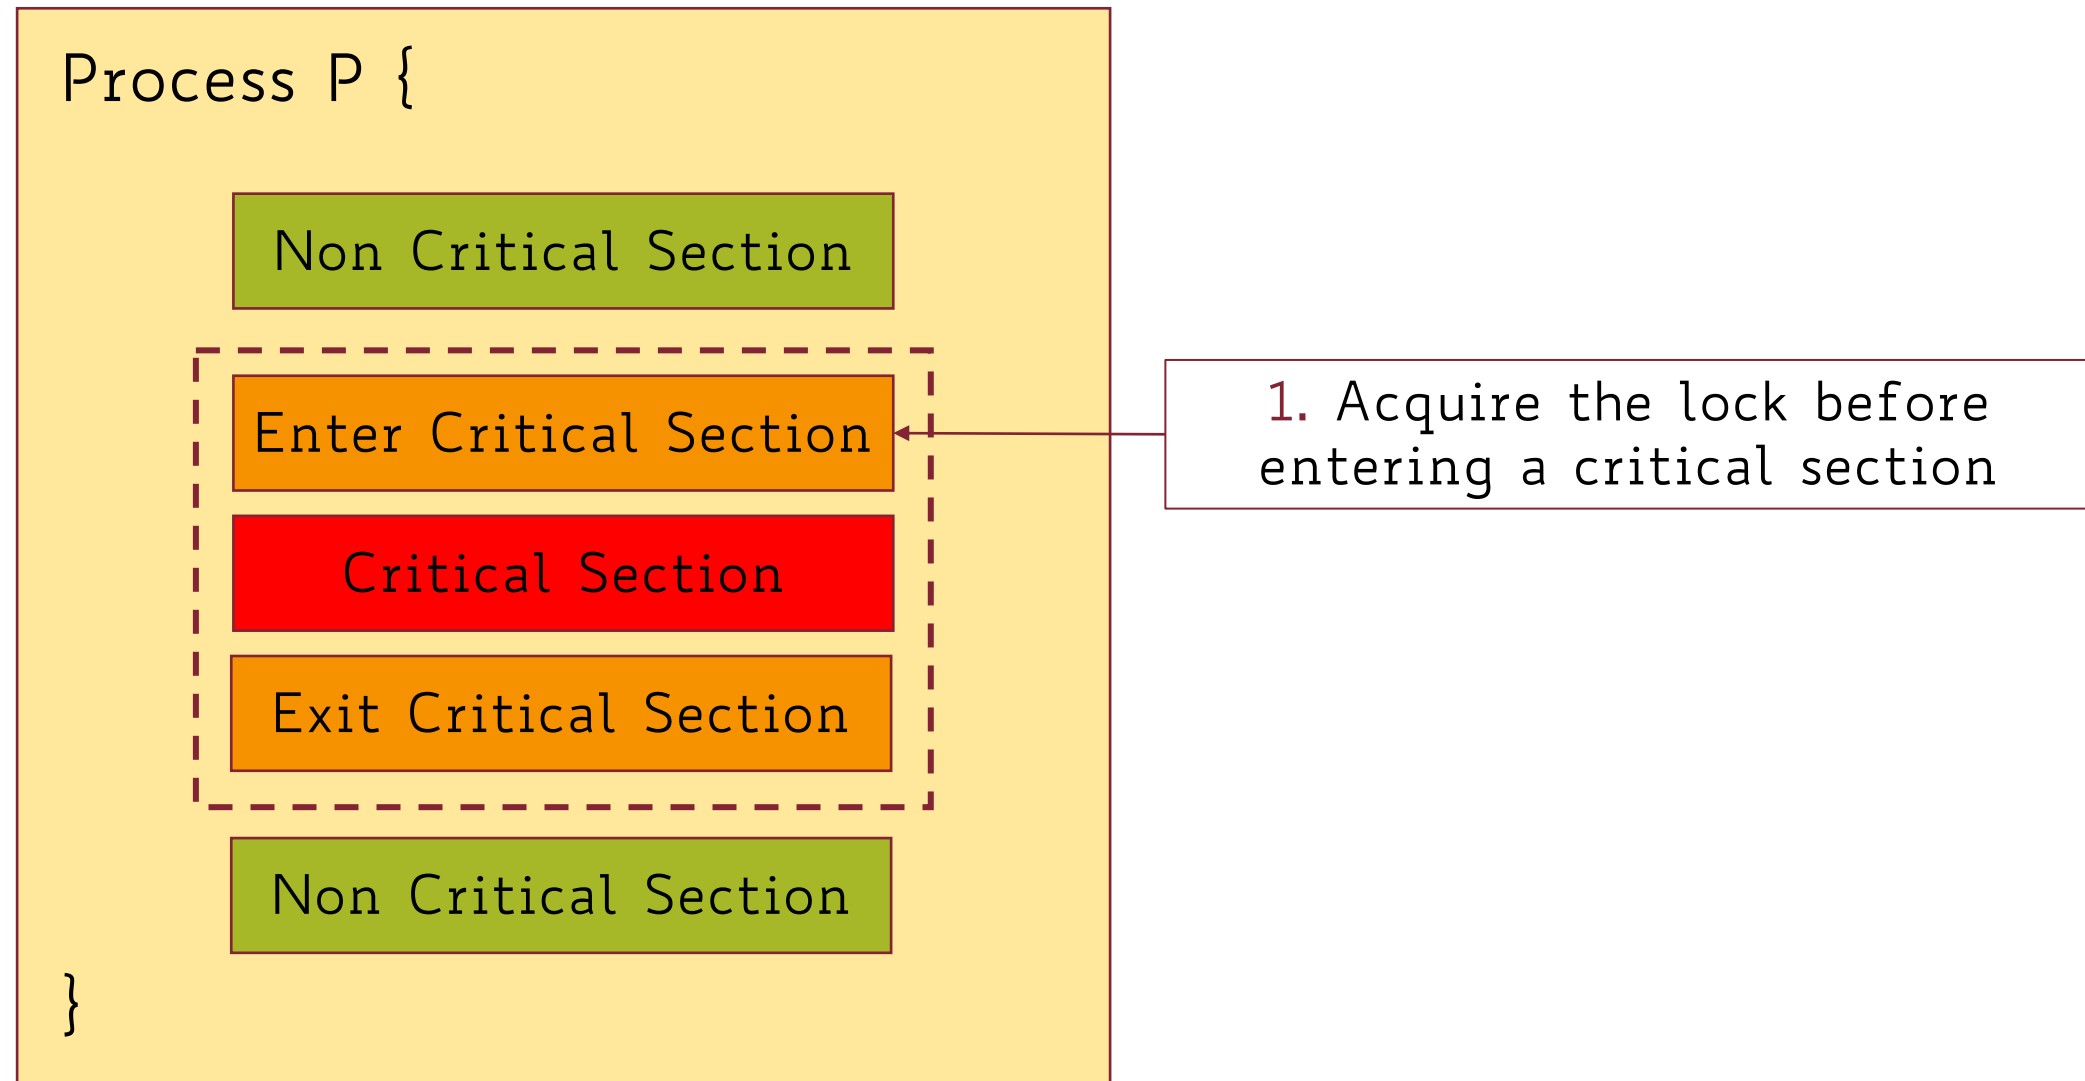 Process P {
Non Critical Section
Enter Critical Section
1. Acquire the lock before
entering a critical section
Critical Section
Exit Critical Section
Non Critical Section
}